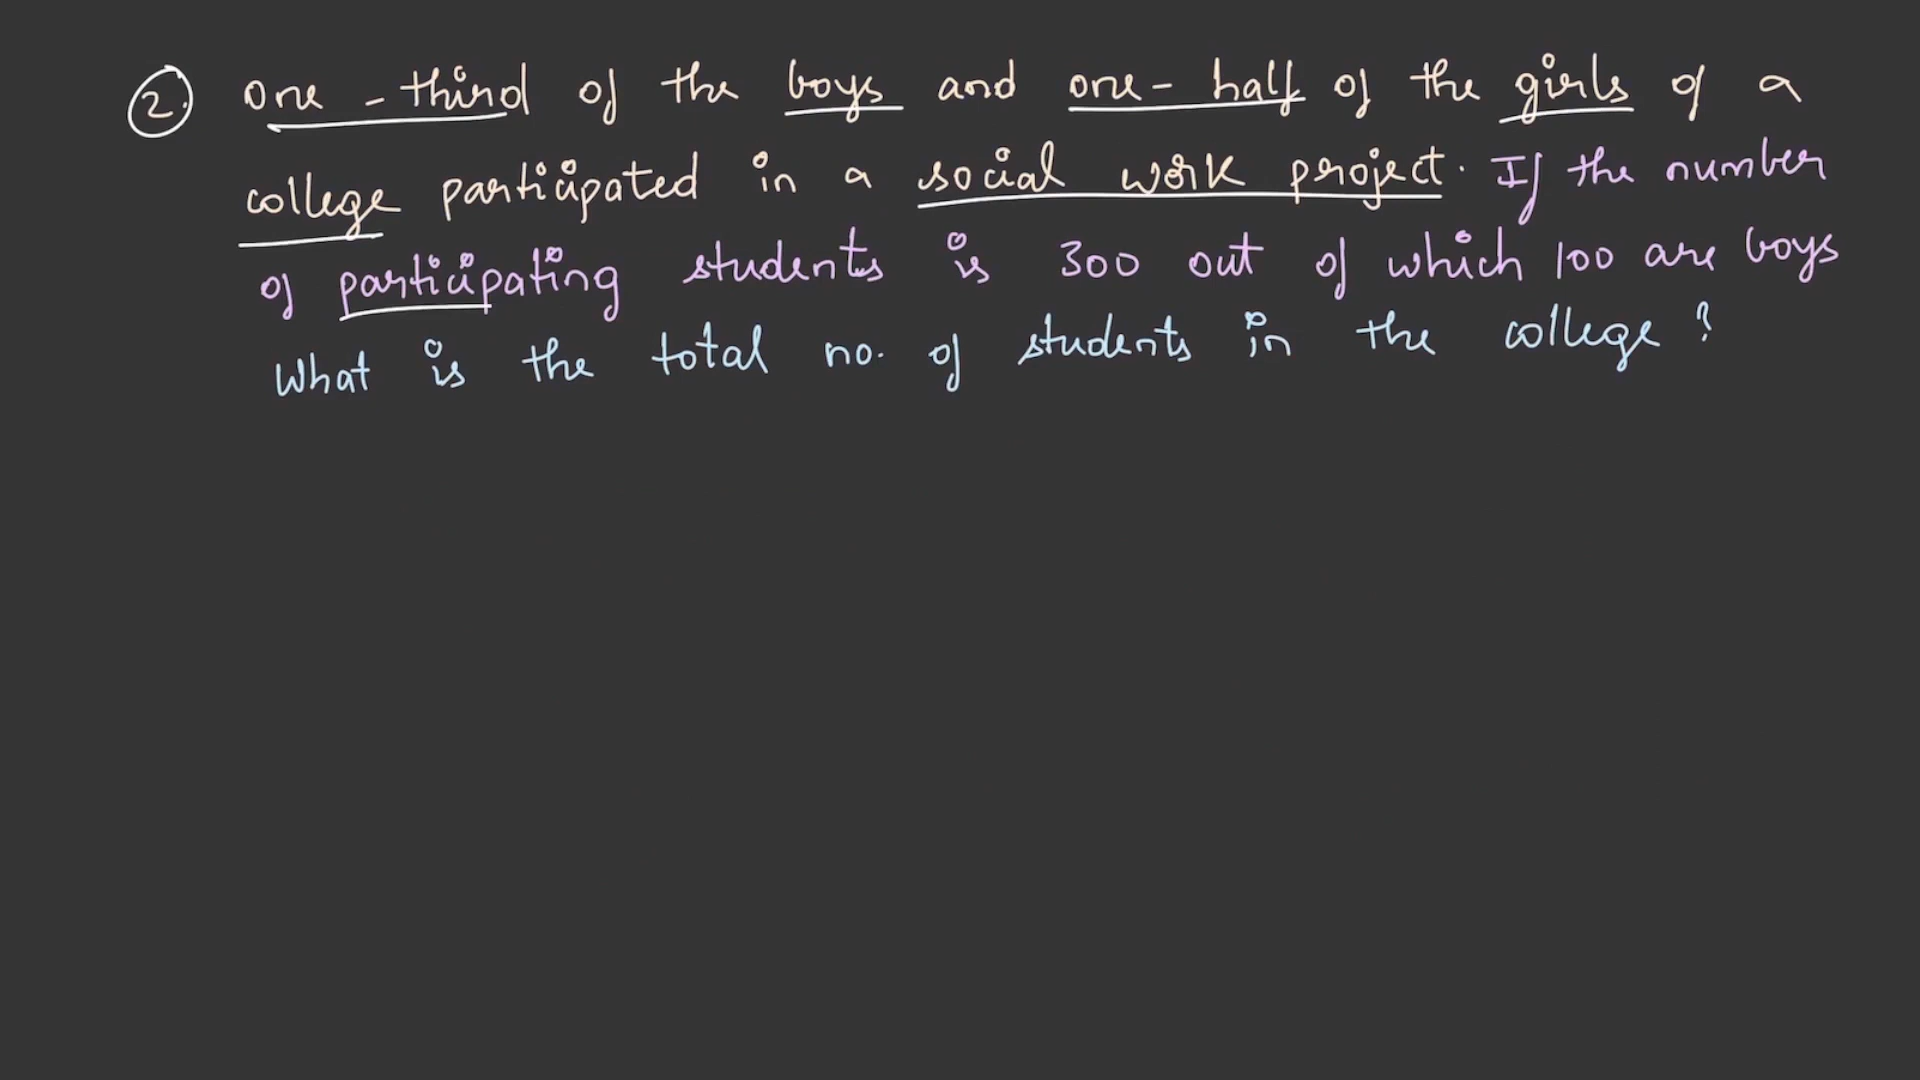 2. One-third of the boys and one-half of the girls of a
college participated in a social work project. If the number
of participating students is 300 out of which 100 are boys
What is the total no. of students in the college?